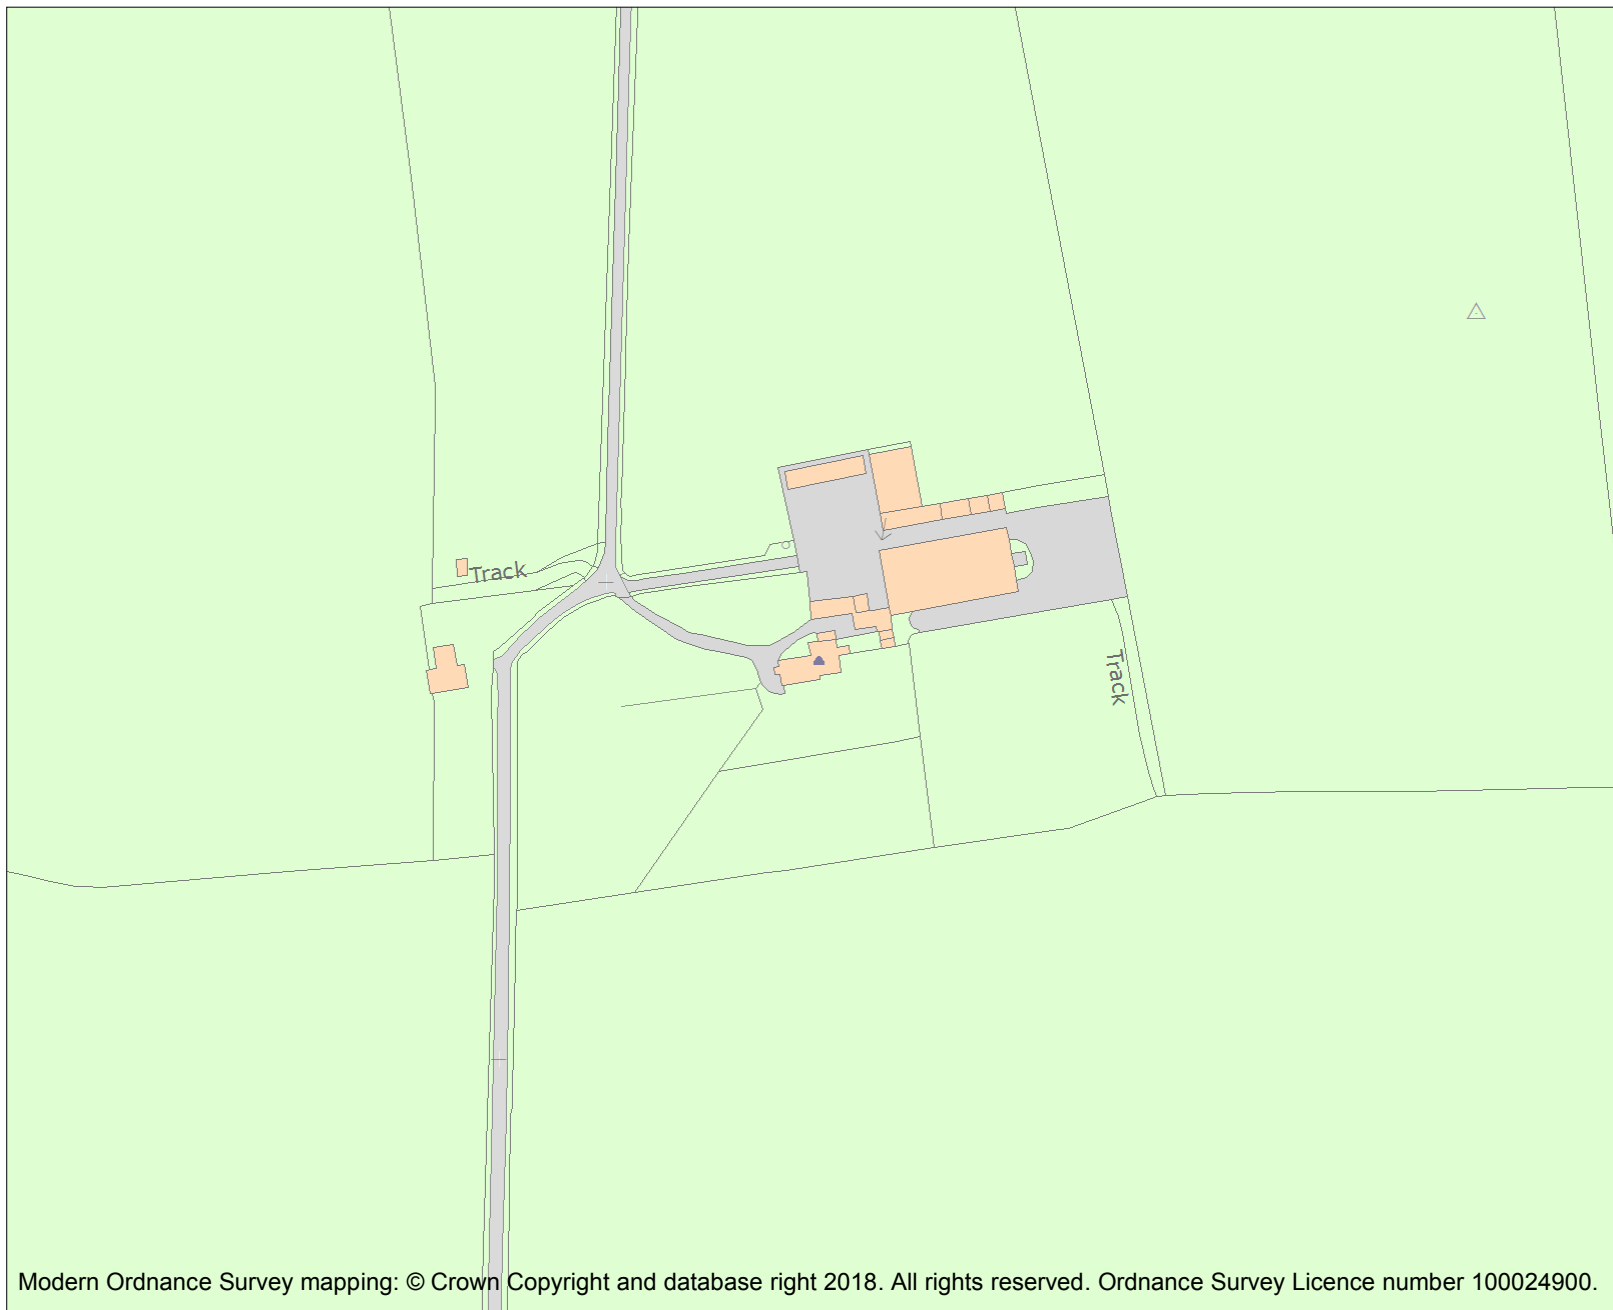 Track
Track
Modern Ordnance Survey mapping: © Crown Copyright and database right 2018. All rights reserved. Ordnance Survey Licence number 100024900.